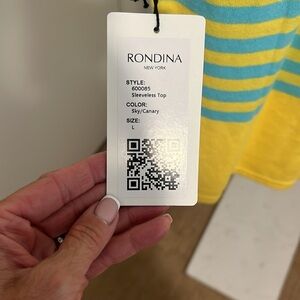 RONDINA
NEW YORK
STYLE:
600085
Sleeveless Top
COLOR:
Sky/Canary
SIZE:
L